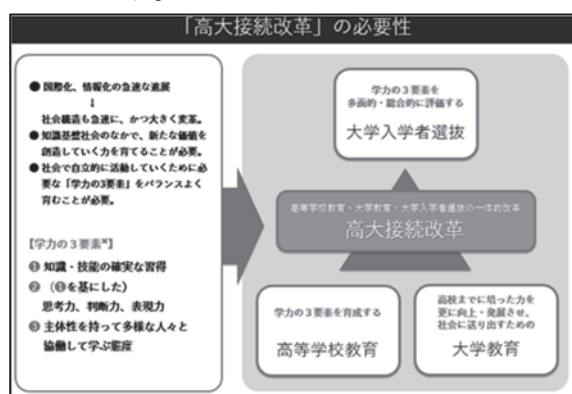 「高大接続改革」の必要性
● 国際化、情報化の急速な進展
↓
社会構造も急速に、かつ大きく変革。
● 知識基盤社会のなかで、新たな価値を
創造していく力を育てることが必要。
● 社会で自立的に活動していくために必
要な「学力の3要素」をバランスよく
育むことが必要。
【学力の3要素*】
❶ 知識・技能の確実な習得
❷ （❶を基にした）
思考力、判断力、表現力
❸ 主体性を持って多様な人々と
協働して学ぶ態度
学力の3要素を
多面的・総合的に評価する
大学入学者選抜
高等学校教育・大学教育・大学入学者選抜の一体的改革
高大接続改革
学力の3要素を育成する
高等学校教育
高校までに培った力を
更に向上・発展させ、
社会に送り出すための
大学教育